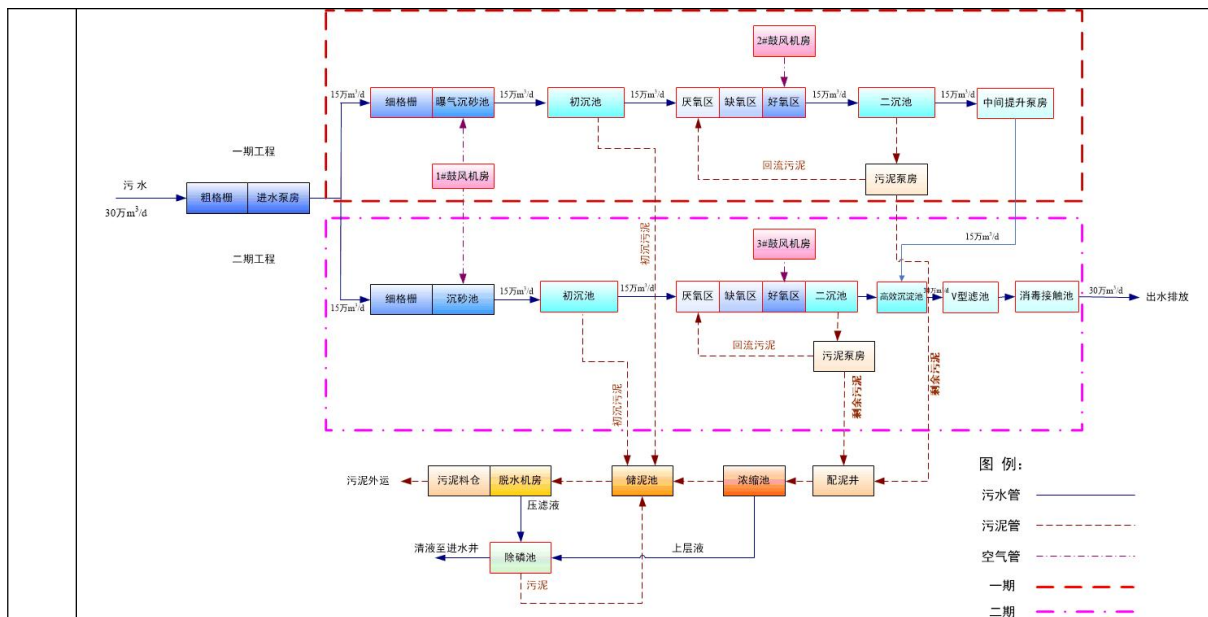 2#鼓风机房
15万m³/d
细格栅
曝气沉砂池
15万m³/d
初沉池
15万m³/d
厌氧区
缺氧区
好氧区
15万m³/d
二沉池
15万m³/d
中间提升泵房
一期工程
1#鼓风机房
回流污泥
污泥泵房
污水
30万m³/d
粗格栅
进水泵房
二期工程
初沉污泥
3#鼓风机房
15万m³/d
15万m³/d
细格栅
沉砂池
15万m³/d
初沉池
15万m³/d
厌氧区
缺氧区
好氧区
二沉池
高效沉淀池
V型滤池
消毒接触池
30万m³/d
出水排放
回流污泥
污泥泵房
初沉污泥
剩余污泥
剩余污泥
污泥外运
污泥料仓
脱水机房
储泥池
浓缩池
配泥井
压滤液
清液至进水井
除磷池
上层液
污泥
图例：
污水管
污泥管
空气管
一期
二期